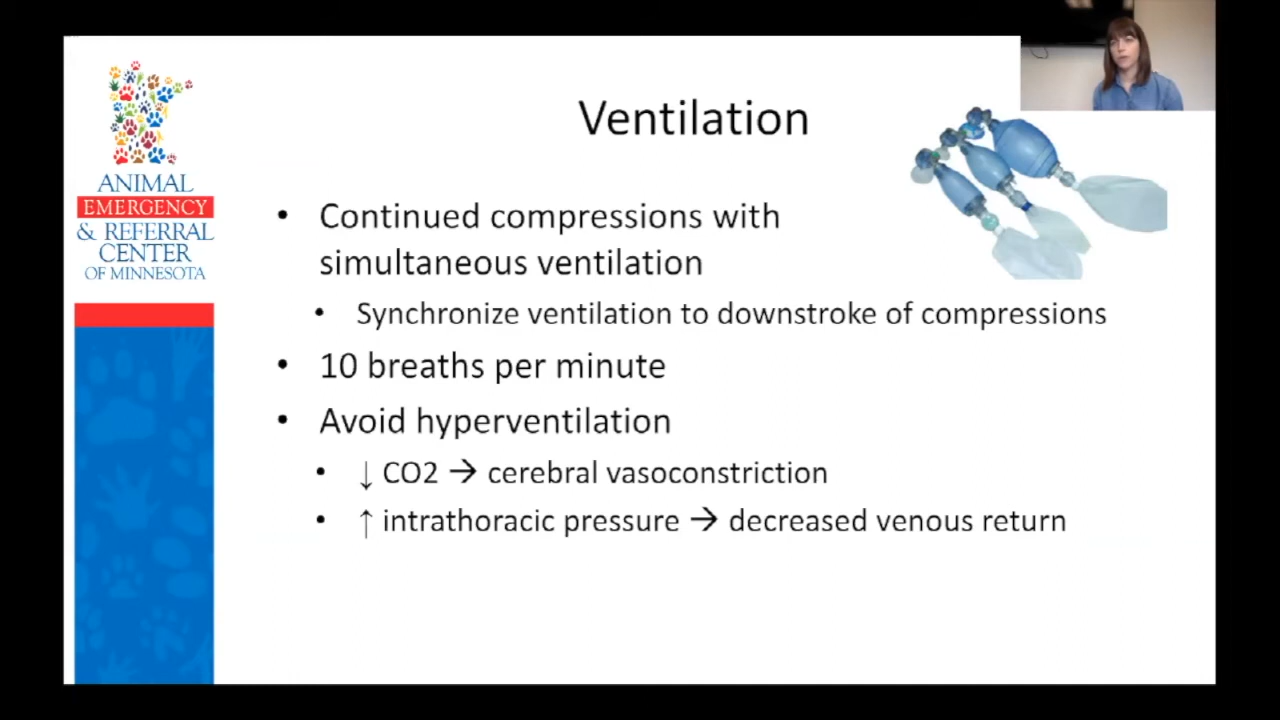 ANIMAL
EMERGENCY
& REFERRAL
CENTER
OF MINNESOTA
Ventilation
• Continued compressions with
simultaneous ventilation
• Synchronize ventilation to downstroke of compressions
• 10 breaths per minute
• Avoid hyperventilation
• ↓ CO2 → cerebral vasoconstriction
• ↑ intrathoracic pressure → decreased venous return